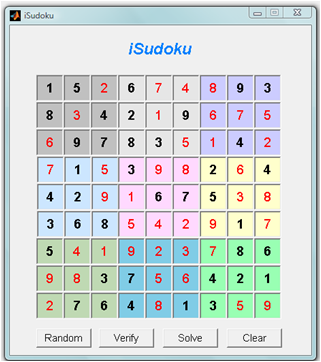 iSudoku
iSudoku
1 5 2 6 7 4 8 9 3
8 3 4 2 1 9 6 7 5
6 9 7 8 3 5 1 4 2
7 1 5 3 9 8 2 6 4
4 2 9 1 6 7 5 3 8
3 6 8 5 4 2 9 1 7
5 4 1 9 2 3 7 8 6
9 8 3 7 5 6 4 2 1
2 7 6 4 8 1 3 5 9
Random Verify Solve Clear